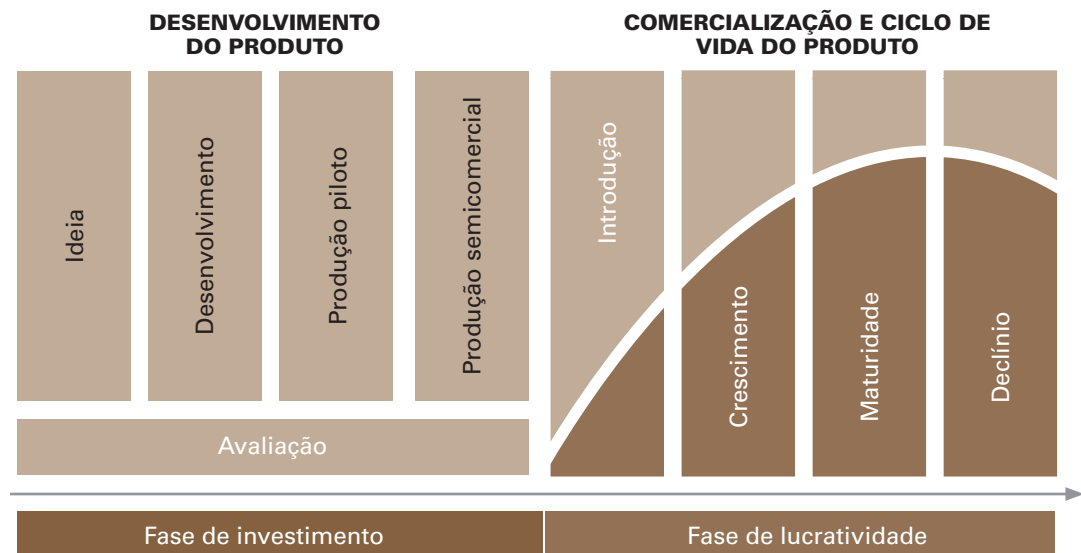 DESENVOLVIMENTO
DO PRODUTO
COMERCIALIZAÇÃO E CICLO DE
VIDA DO PRODUTO
Ideia
Desenvolvimento
Produção piloto
Produção semicomercial
Introdução
Crescimento
Maturidade
Declínio
Avaliação
Fase de investimento
Fase de lucratividade